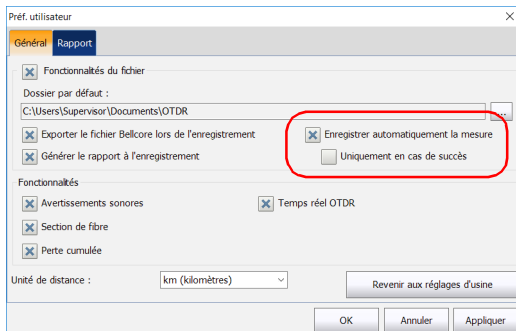 Préf. utilisateur
Général Rapport
Fonctionnalités du fichier
Dossier par défaut :
C:\Users\Supervisor\Documents\OTDR ...
Exporter le fichier Bellcore lors de l'enregistrement Enregistrer automatiquement la mesure
Générer le rapport à l'enregistrement Uniquement en cas de succès
Fonctionnalités
Avertissements sonores Temps réel OTDR
Section de fibre
Perte cumulée
Unité de distance : km (kilomètres) Revenir aux réglages d'usine
OK Annuler Appliquer